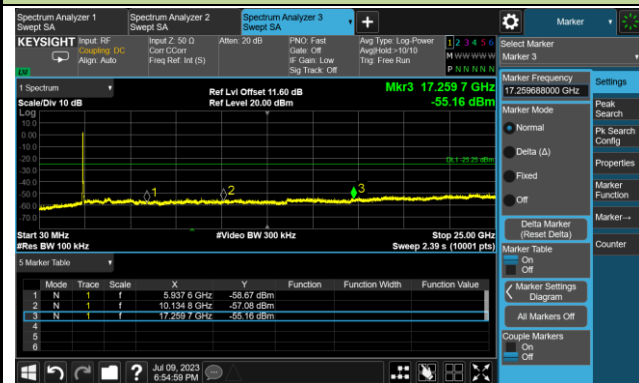 Spectrum Analyzer 1
Swept SA
Spectrum Analyzer 2
Swept SA
Spectrum Analyzer 3
Swept SA
Marker
KEYSIGHT
Input: RF
Coupling: DC
Align: Auto
Input Z: 50 Ω
Corr CCorr
Freq Ref: Int (S)
Atten: 20 dB
PNO: Fast
Gate: Off
IF Gain: Low
Sig Track: Off
Avg Type: Log-Power
Avg|Hold:>10/10
Trig: Free Run
1 2 3 4 5 6
M W W W W W
P N N N N N
LVI
Select Marker
Marker 3
1 Spectrum
Scale/Div 10 dB
Ref Lvl Offset 11.60 dB
Ref Level 20.00 dBm
Mkr3 17.259 7 GHz
-55.16 dBm
Log
10.0
0.00
-10.0
-20.0
-30.0
-40.0
-50.0
-60.0
-70.0
1
2
3
Start 30 MHz
#Res BW 100 kHz
#Video BW 300 kHz
Stop 25.00 GHz
Sweep 2.39 s (10001 pts)
5 Marker Table
Mode Trace Scale X Y Function Function Width Function Value
1 N 1 f 5.937 6 GHz -58.67 dBm
2 N 1 f 10.134 8 GHz -57.08 dBm
3 N 1 f 17.259 7 GHz -55.16 dBm
4
5
6
Jul 09, 2023
6:54:59 PM
Marker Frequency
17.259688000 GHz
Marker Mode
Normal
Delta (Δ)
Fixed
Off
Delta Marker
(Reset Delta)
Marker Table
On
Off
Marker Settings
Diagram
All Markers Off
Couple Markers
On
Off
Settings
Peak
Search
Pk Search
Config
Properties
Marker
Function
Marker→
Counter